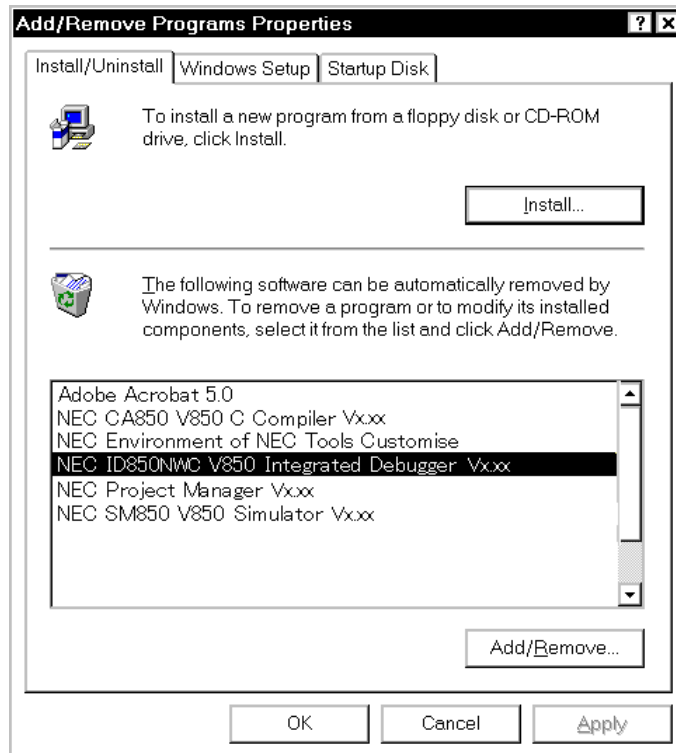 Add/Remove Programs Properties
Install/Uninstall Windows Setup Startup Disk
To install a new program from a floppy disk or CD-ROM
drive, click Install.
Install...
The following software can be automatically removed by
Windows. To remove a program or to modify its installed
components, select it from the list and click Add/Remove.
Adobe Acrobat 5.0
NEC CA850 V850 C Compiler Vx.xx
NEC Environment of NEC Tools Customise
NEC ID850NWC V850 Integrated Debugger Vx.xx
NEC Project Manager Vx.xx
NEC SM850 V850 Simulator Vx.xx
Add/Remove...
OK Cancel Apply